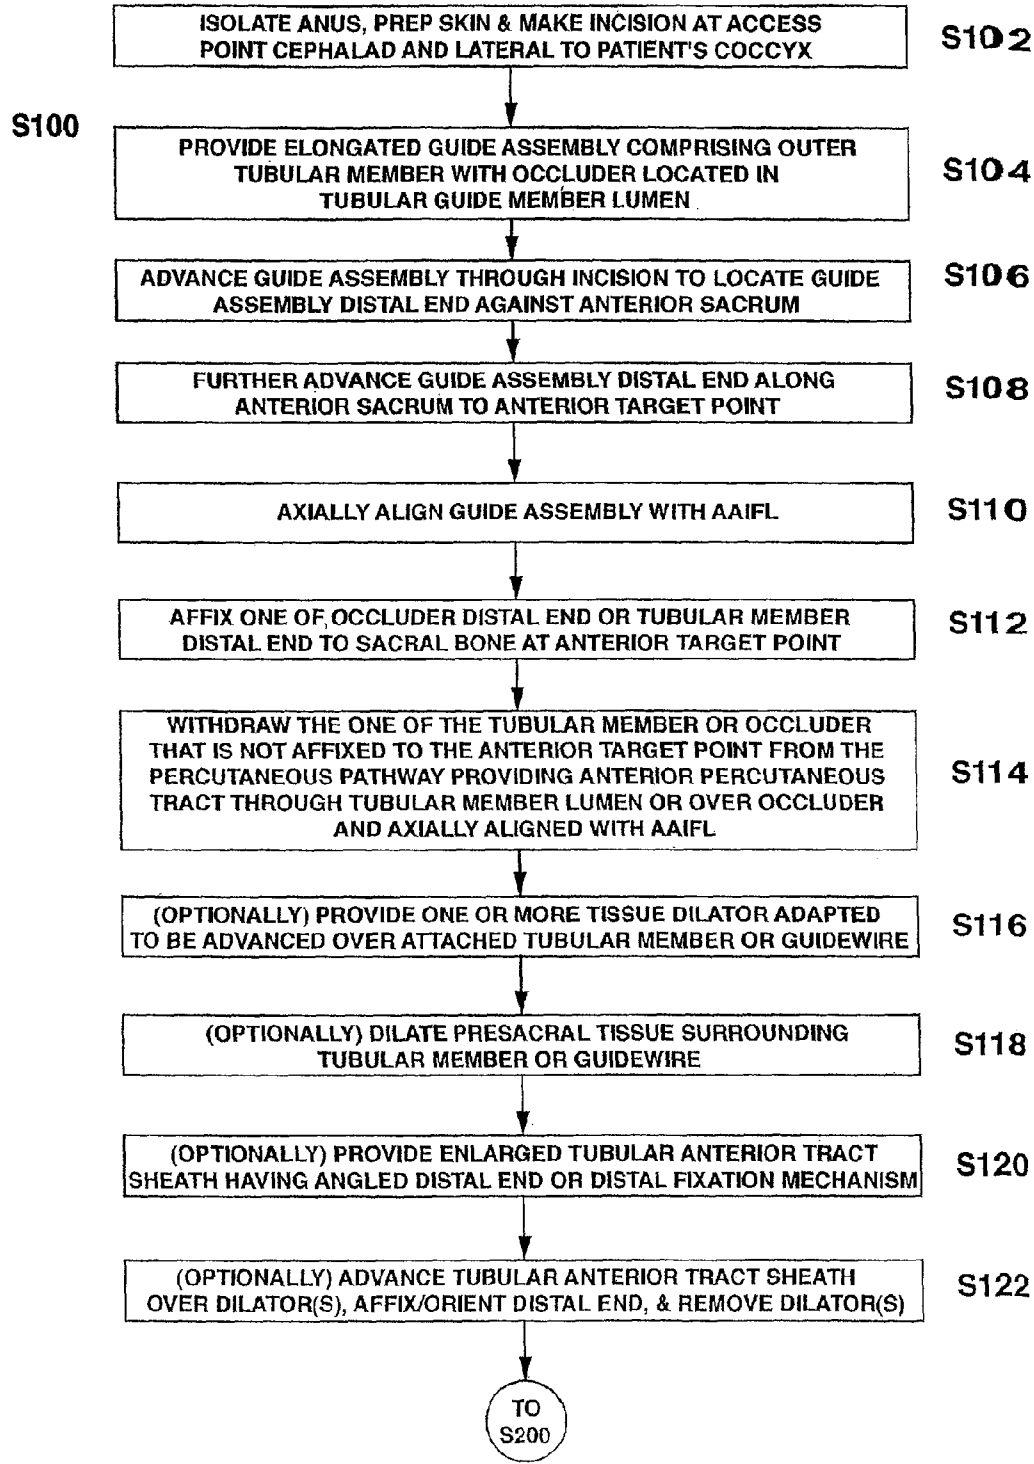 ISOLATE ANUS, PREP SKIN & MAKE INCISION AT ACCESS
POINT CEPHALAD AND LATERAL TO PATIENT'S COCCYX
S102
S100
PROVIDE ELONGATED GUIDE ASSEMBLY COMPRISING OUTER
TUBULAR MEMBER WITH OCCLUDER LOCATED IN
TUBULAR GUIDE MEMBER LUMEN
S104
ADVANCE GUIDE ASSEMBLY THROUGH INCISION TO LOCATE GUIDE
ASSEMBLY DISTAL END AGAINST ANTERIOR SACRUM
S106
FURTHER ADVANCE GUIDE ASSEMBLY DISTAL END ALONG
ANTERIOR SACRUM TO ANTERIOR TARGET POINT
S108
AXIALLY ALIGN GUIDE ASSEMBLY WITH AAIFL
S110
AFFIX ONE OF OCCLUDER DISTAL END OR TUBULAR MEMBER
DISTAL END TO SACRAL BONE AT ANTERIOR TARGET POINT
S112
WITHDRAW THE ONE OF THE TUBULAR MEMBER OR OCCLUDER
THAT IS NOT AFFIXED TO THE ANTERIOR TARGET POINT FROM THE
PERCUTANEOUS PATHWAY PROVIDING ANTERIOR PERCUTANEOUS
TRACT THROUGH TUBULAR MEMBER LUMEN OR OVER OCCLUDER
AND AXIALLY ALIGNED WITH AAIFL
S114
(OPTIONALLY) PROVIDE ONE OR MORE TISSUE DILATOR ADAPTED
TO BE ADVANCED OVER ATTACHED TUBULAR MEMBER OR GUIDEWIRE
S116
(OPTIONALLY) DILATE PRESACRAL TISSUE SURROUNDING
TUBULAR MEMBER OR GUIDEWIRE
S118
(OPTIONALLY) PROVIDE ENLARGED TUBULAR ANTERIOR TRACT
SHEATH HAVING ANGLED DISTAL END OR DISTAL FIXATION MECHANISM
S120
(OPTIONALLY) ADVANCE TUBULAR ANTERIOR TRACT SHEATH
OVER DILATOR(S), AFFIX/ORIENT DISTAL END, & REMOVE DILATOR(S)
S122
TO
S200